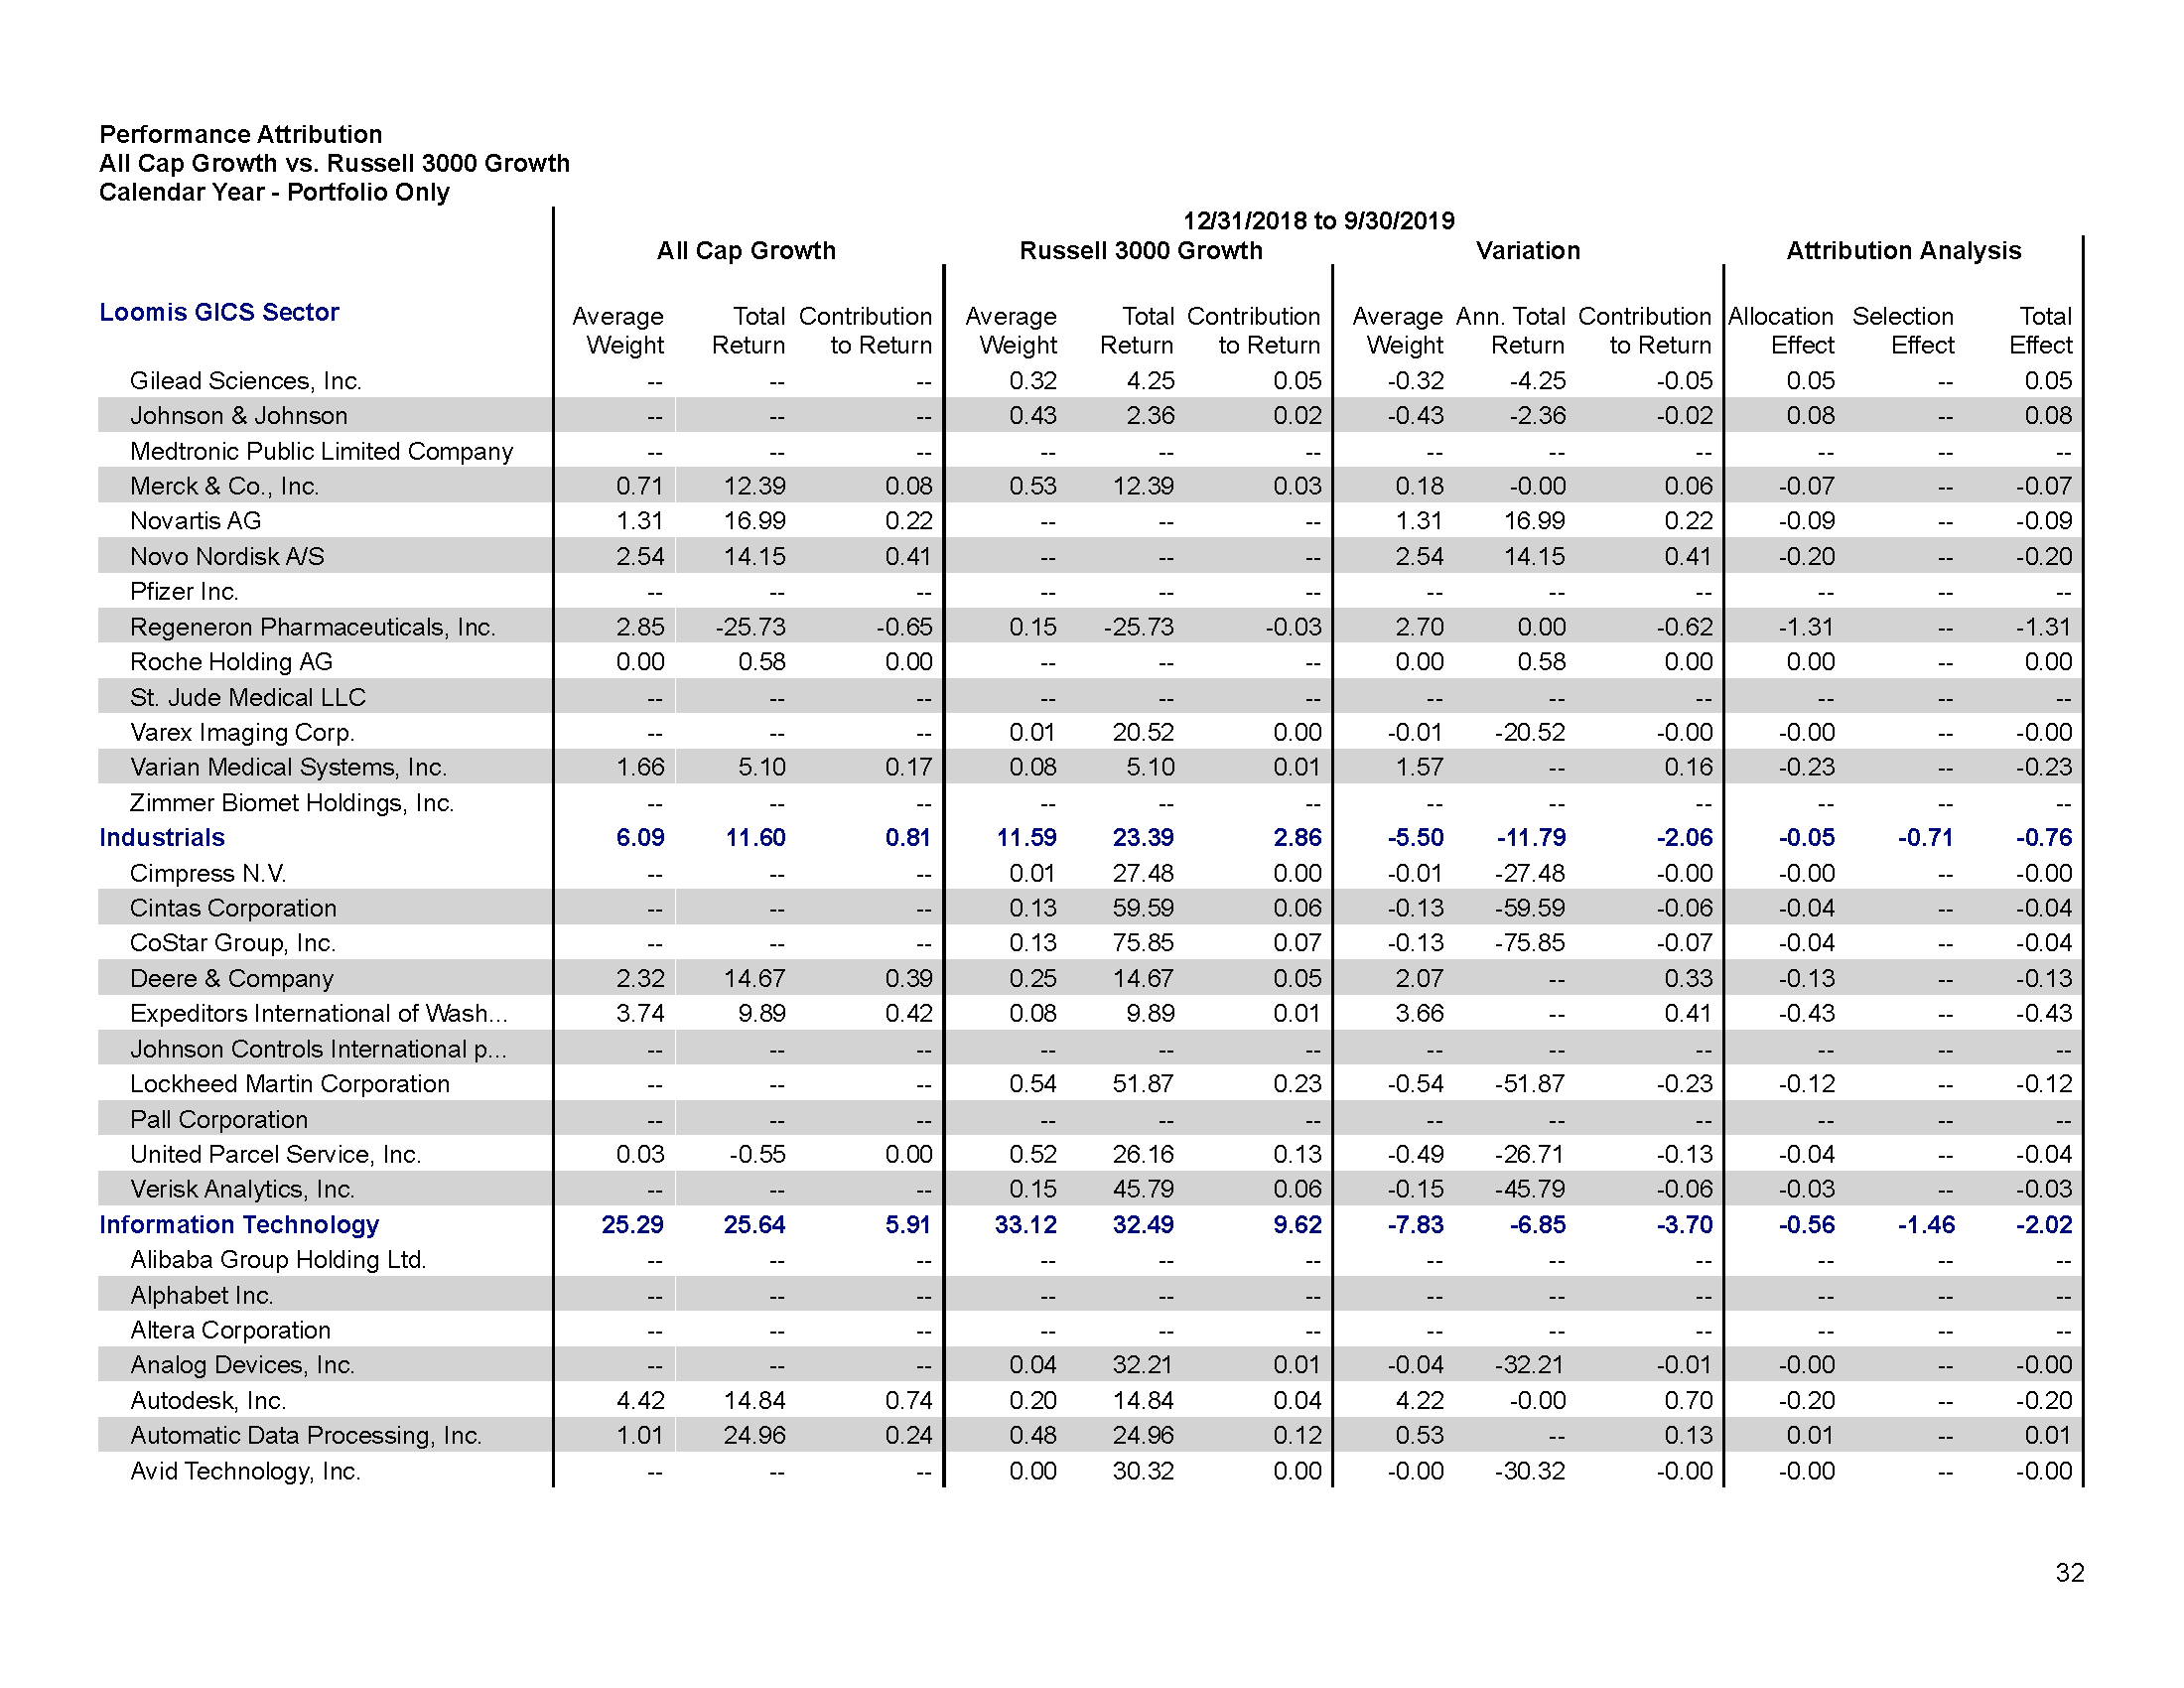 Performance Attribution
All Cap Growth vs. Russell 3000 Growth
Calendar Year - Portfolio Only
12/31/2018 to 9/30/2019
All Cap Growth Russell 3000 Growth Variation Attribution Analysis
Loomis GICS Sector Average Total Contribution Average Total Contribution Average Ann. Total Contribution Allocation Selection Total
Weight Return to Return Weight Return to Return Weight Return to Return Effect Effect Effect
Gilead Sciences, Inc. -- -- -- 0.32 4.25 0.05 -0.32 -4.25 -0.05 0.05 -- 0.05
Johnson & Johnson -- -- -- 0.43 2.36 0.02 -0.43 -2.36 -0.02 0.08 -- 0.08
Medtronic Public Limited Company -- -- -- -- -- -- -- -- -- -- -- --
Merck & Co., Inc. 0.71 12.39 0.08 0.53 12.39 0.03 0.18 -0.00 0.06 -0.07 -- -0.07
Novartis AG 1.31 16.99 0.22 -- -- -- 1.31 16.99 0.22 -0.09 -- -0.09
Novo Nordisk A/S 2.54 14.15 0.41 -- -- -- 2.54 14.15 0.41 -0.20 -- -0.20
Pfizer Inc. -- -- -- -- -- -- -- -- -- -- -- --
Regeneron Pharmaceuticals, Inc. 2.85 -25.73 -0.65 0.15 -25.73 -0.03 2.70 0.00 -0.62 -1.31 -- -1.31
Roche Holding AG 0.00 0.58 0.00 -- -- -- 0.00 0.58 0.00 0.00 -- 0.00
St. Jude Medical LLC -- -- -- -- -- -- -- -- -- -- -- --
Varex Imaging Corp. -- -- -- 0.01 20.52 0.00 -0.01 -20.52 -0.00 -0.00 -- -0.00
Varian Medical Systems, Inc. 1.66 5.10 0.17 0.08 5.10 0.01 1.57 -- 0.16 -0.23 -- -0.23
Zimmer Biomet Holdings, Inc. -- -- -- -- -- -- -- -- -- -- -- --
Industrials 6.09 11.60 0.81 11.59 23.39 2.86 -5.50 -11.79 -2.06 -0.05 -0.71 -0.76
Cimpress N.V. -- -- -- 0.01 27.48 0.00 -0.01 -27.48 -0.00 -0.00 -- -0.00
Cintas Corporation -- -- -- 0.13 59.59 0.06 -0.13 -59.59 -0.06 -0.04 -- -0.04
CoStar Group, Inc. -- -- -- 0.13 75.85 0.07 -0.13 -75.85 -0.07 -0.04 -- -0.04
Deere & Company 2.32 14.67 0.39 0.25 14.67 0.05 2.07 -- 0.33 -0.13 -- -0.13
Expeditors International of Wash... 3.74 9.89 0.42 0.08 9.89 0.01 3.66 -- 0.41 -0.43 -- -0.43
Johnson Controls International p... -- -- -- -- -- -- -- -- -- -- -- --
Lockheed Martin Corporation -- -- -- 0.54 51.87 0.23 -0.54 -51.87 -0.23 -0.12 -- -0.12
Pall Corporation -- -- -- -- -- -- -- -- -- -- -- --
United Parcel Service, Inc. 0.03 -0.55 0.00 0.52 26.16 0.13 -0.49 -26.71 -0.13 -0.04 -- -0.04
Verisk Analytics, Inc. -- -- -- 0.15 45.79 0.06 -0.15 -45.79 -0.06 -0.03 -- -0.03
Information Technology 25.29 25.64 5.91 33.12 32.49 9.62 -7.83 -6.85 -3.70 -0.56 -1.46 -2.02
Alibaba Group Holding Ltd. -- -- -- -- -- -- -- -- -- -- -- --
Alphabet Inc. -- -- -- -- -- -- -- -- -- -- -- --
Altera Corporation -- -- -- -- -- -- -- -- -- -- -- --
Analog Devices, Inc. -- -- -- 0.04 32.21 0.01 -0.04 -32.21 -0.01 -0.00 -- -0.00
Autodesk, Inc. 4.42 14.84 0.74 0.20 14.84 0.04 4.22 -0.00 0.70 -0.20 -- -0.20
Automatic Data Processing, Inc. 1.01 24.96 0.24 0.48 24.96 0.12 0.53 -- 0.13 0.01 -- 0.01
Avid Technology, Inc. -- -- -- 0.00 30.32 0.00 -0.00 -30.32 -0.00 -0.00 -- -0.00
32